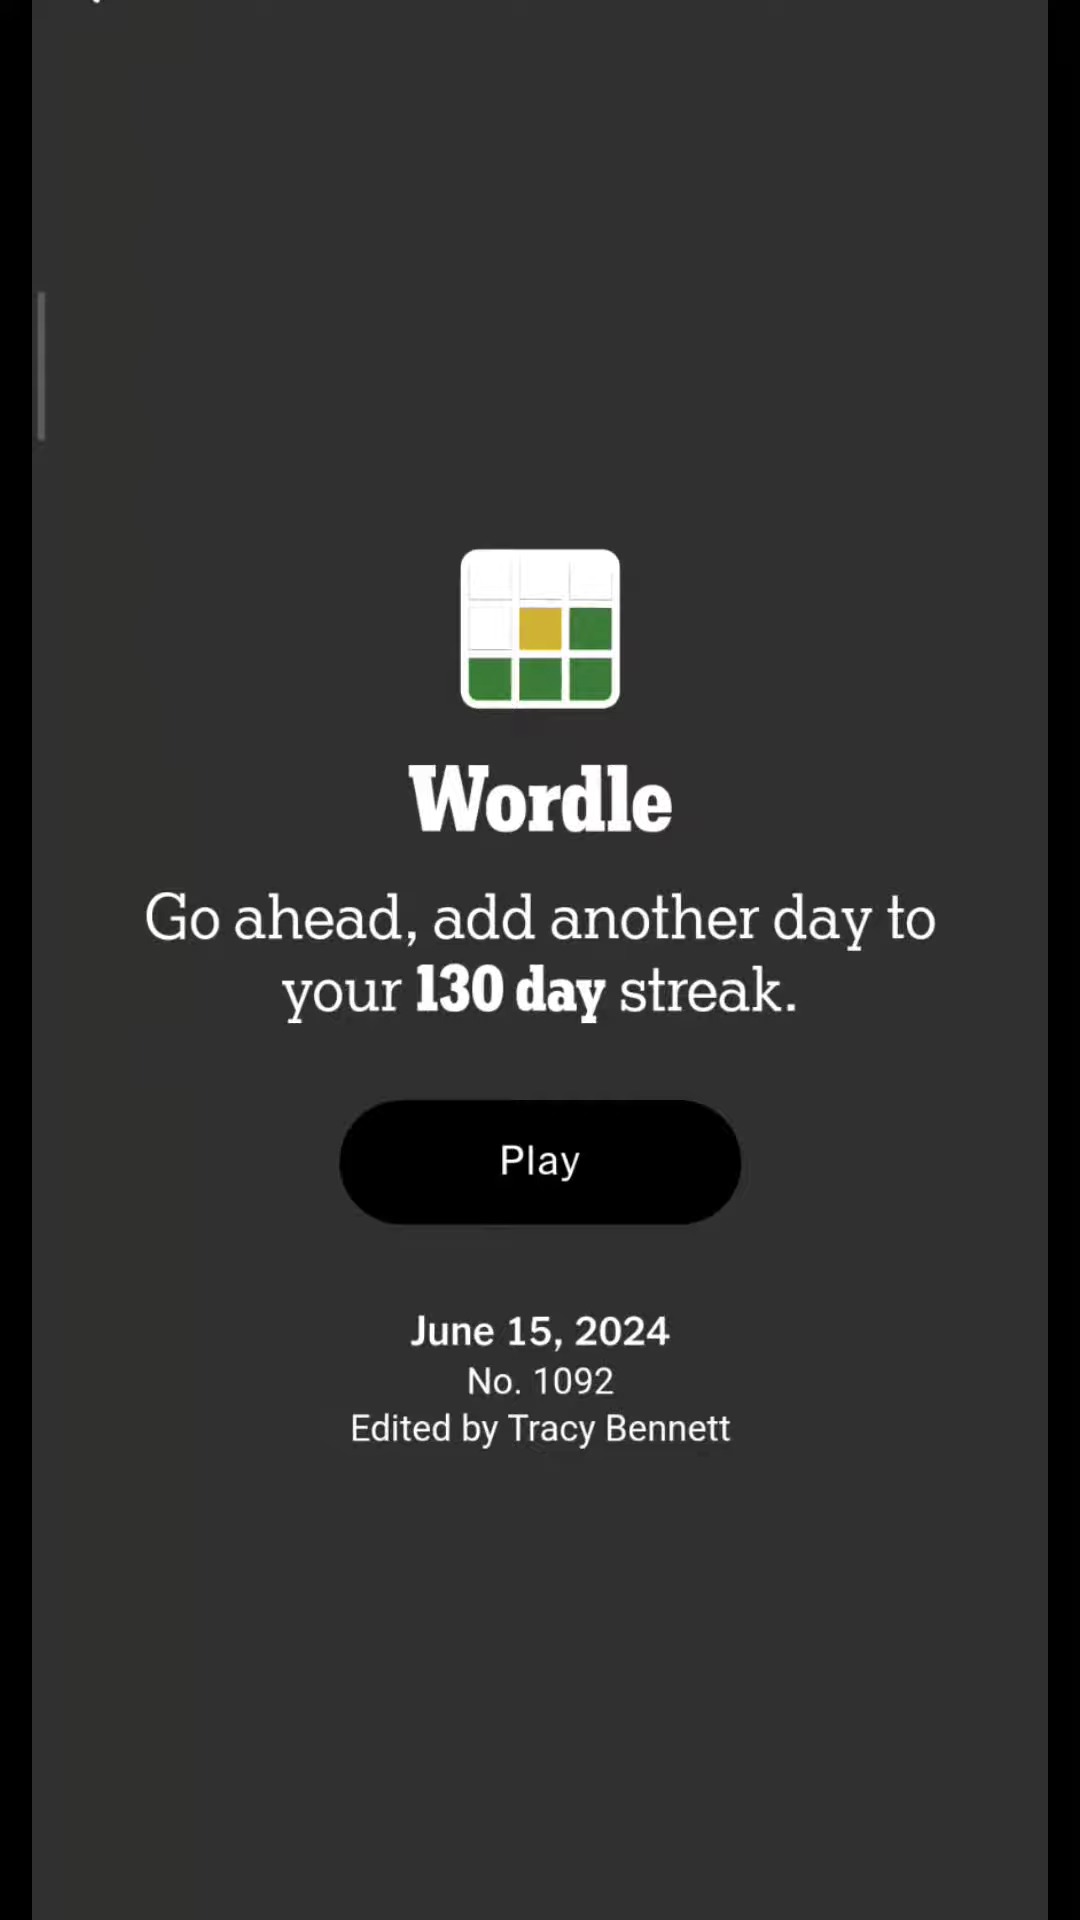 Wordle
Go ahead, add another day to
your 130 day streak.
Play
June 15, 2024
No. 1092
Edited by Tracy Bennett